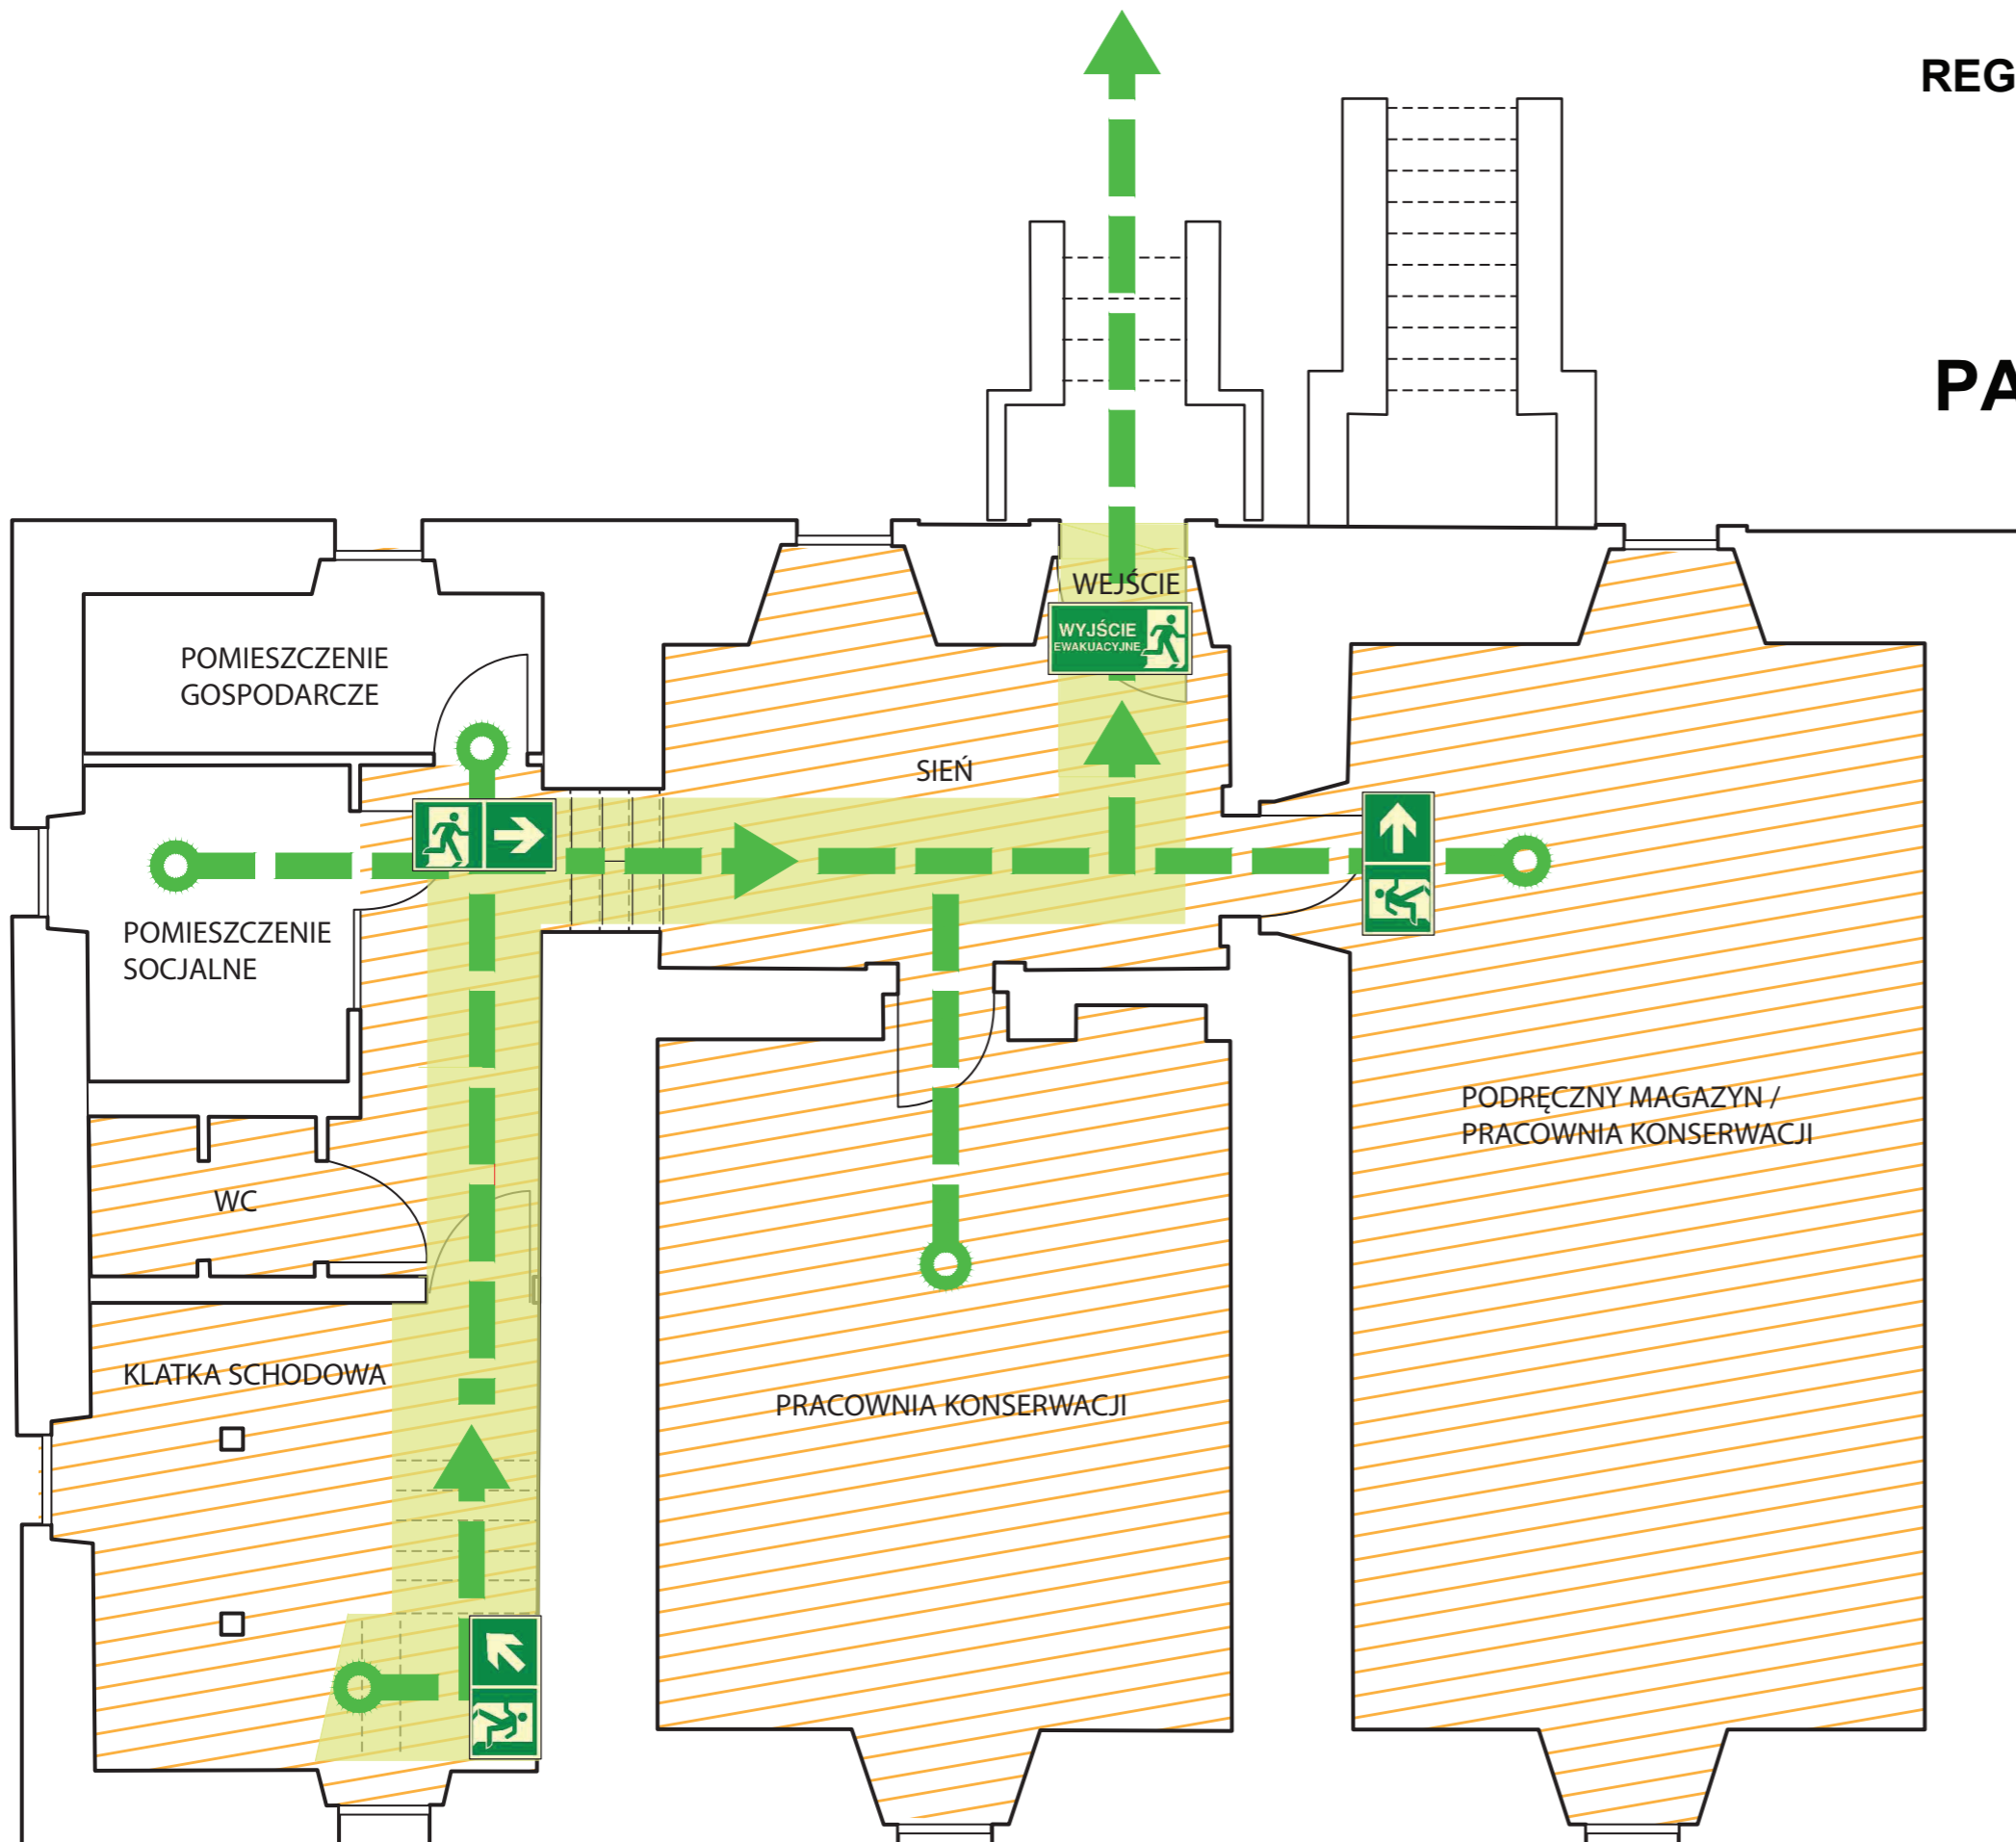 REG
PA
WEJŚCIE
WYJŚCIE
EWAKUACYJNE
POMIESZCZENIE
GOSPODARCZE
SIEŃ
POMIESZCZENIE
SOCJALNE
PODRĘCZNY MAGAZYN /
PRACOWNIA KONSERWACJI
WC
KLATKA SCHODOWA
PRACOWNIA KONSERWACJI